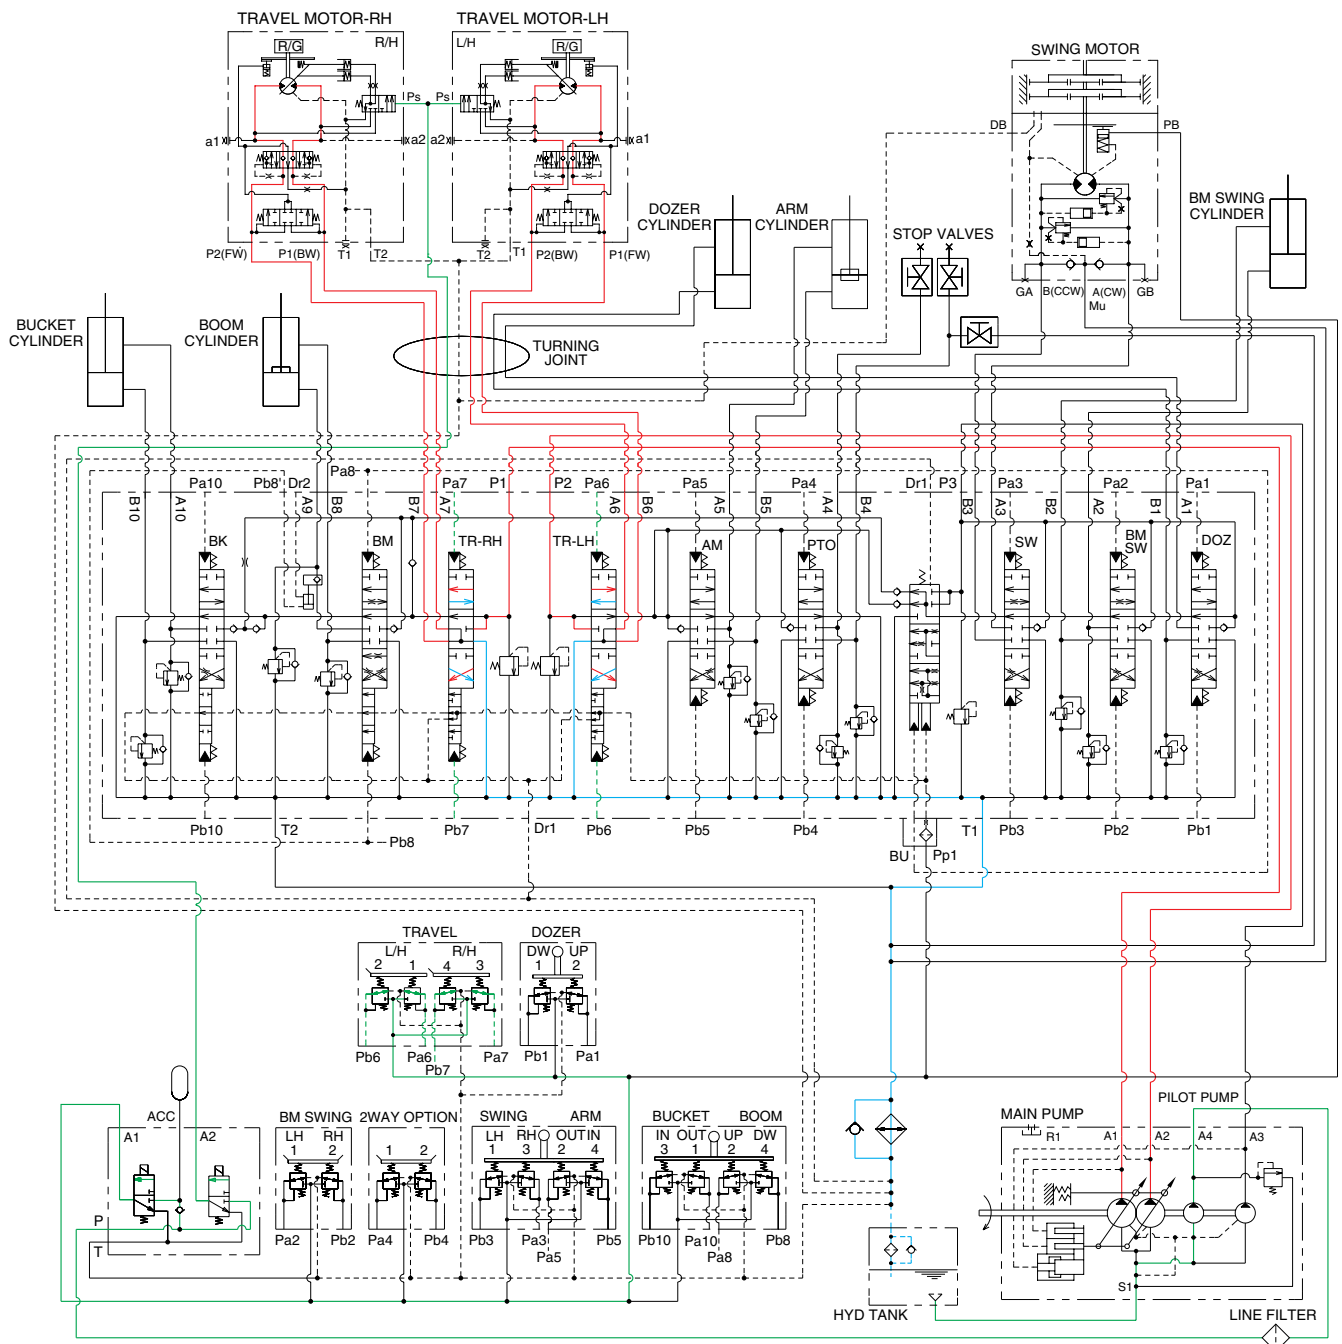 TRAVEL MOTOR-RH
TRAVEL MOTOR-LH
R/G
R/H
L/H
R/G
SWING MOTOR
Ps
Ps
DB
PB
a1
a2
a2
a1
DOZER
CYLINDER
ARM
CYLINDER
STOP VALVES
BM SWING
CYLINDER
P2(FW)
P1(BW)
T1
T2
T2
T1
P2(BW)
P1(FW)
GA
B(CCW)
A(CW)
GB
Mu
BUCKET
CYLINDER
BOOM
CYLINDER
TURNING
JOINT
Pa8
Pa10
Pb8'
Dr2
Pa7
P1
P2
Pa6
Pa5
Pa4
Dr1
P3
Pa3
Pa2
Pa1
B10
A10
A9
B8
B7
A7
A6
B6
A5
B5
A4
B4
B3
A3
B2
A2
B1
A1
BK
BM
TR-RH
TR-LH
AM
PTO
SW
BM
SW
DOZ
Pb10
T2
Pb8
Pb7
Dr1
Pb6
Pb5
Pb4
BU
Pp1
T1
Pb3
Pb2
Pb1
TRAVEL
L/H
R/H
2
1
4
3
DOZER
DW
UP
1
2
Pb6
Pa6
Pb7
Pa7
Pb1
Pa1
ACC
A1
A2
P
T
BM SWING
LH
RH
1
2
Pa2
Pb2
2WAY OPTION
1
2
Pa4
Pb4
SWING
ARM
LH
RH
OUT
IN
1
3
2
4
Pb3
Pa3
Pa5
Pb5
BUCKET
BOOM
IN
OUT
UP
DW
3
1
2
4
Pb10
Pa10
Pa8
Pb8
PILOT PUMP
MAIN PUMP
R1
A1
A2
A4
A3
S1
HYD TANK
LINE FILTER